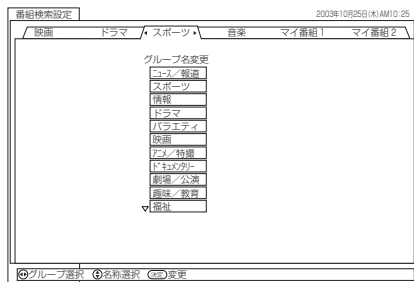 番組検索設定
2003年10月25日(木)AM10:25
映画 ドラマ スポーツ 音楽 マイ番組1 マイ番組2
グループ名変更
ニュース／報道
スポーツ
情報
ドラマ
バラエティ
映画
アニメ／特撮
ドキュメンタリー
劇場／公演
趣味／教育
福祉
グループ選択 名称選択 決定 変更